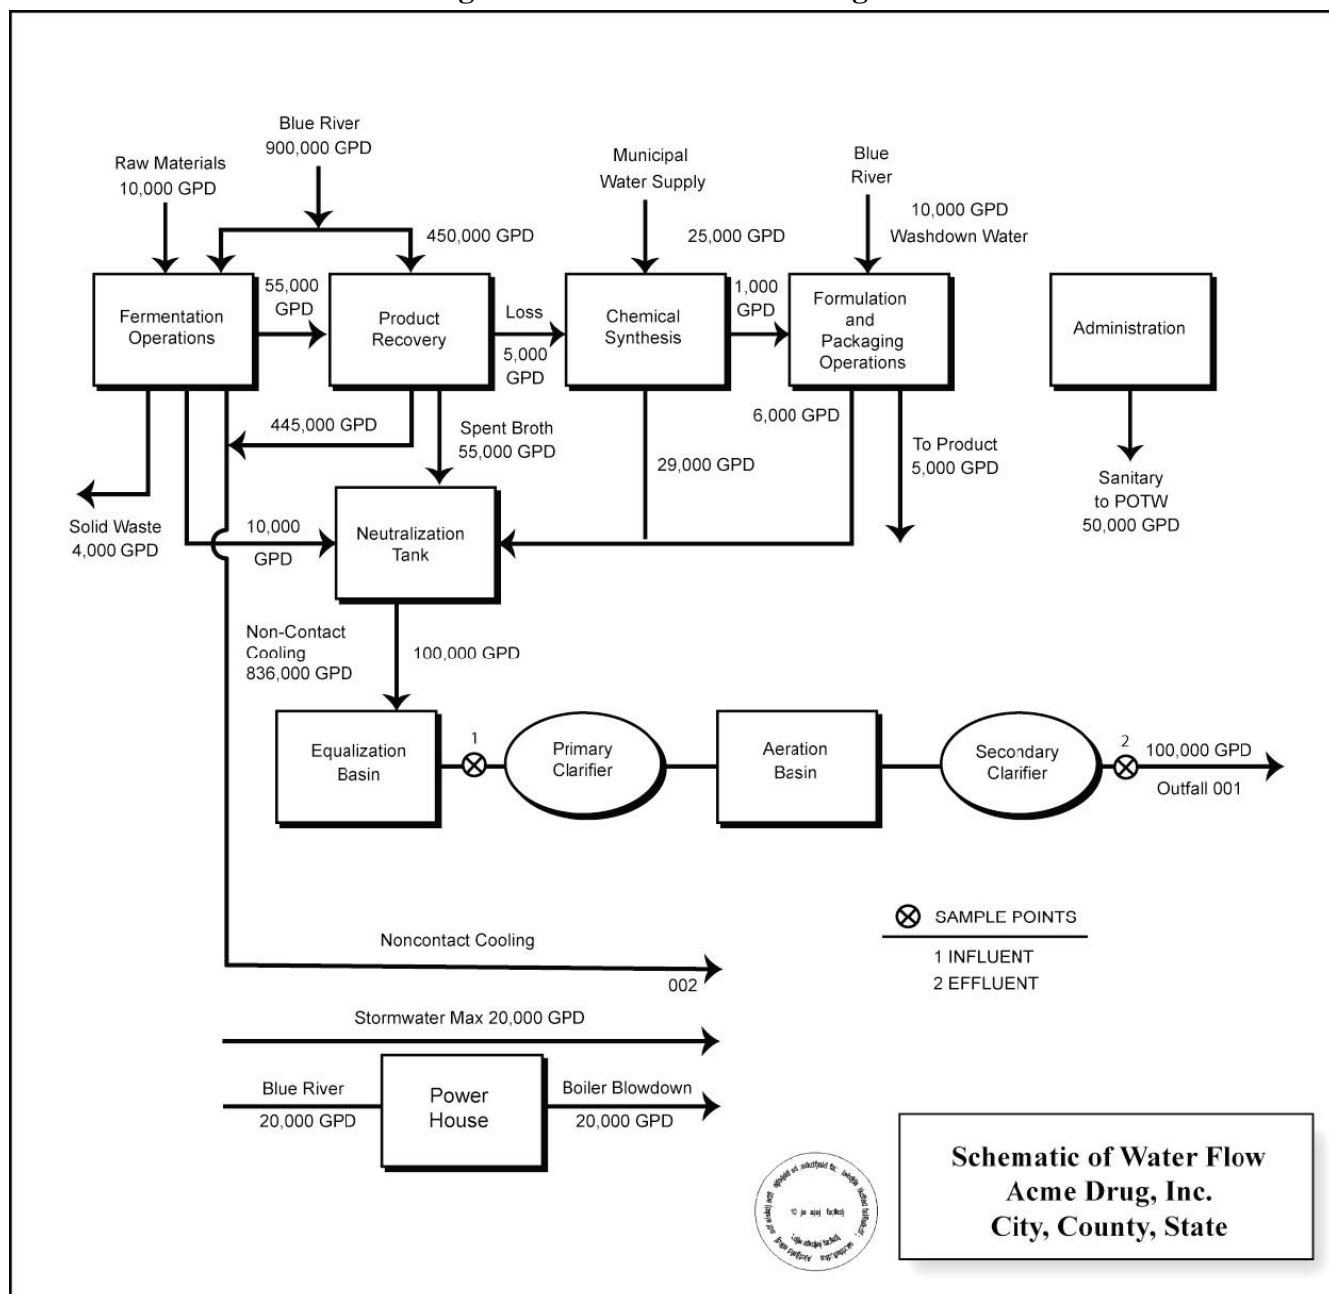 Blue River
900,000 GPD
Raw Materials
10,000 GPD
Municipal
Water Supply
Blue
River
10,000 GPD
Washdown Water
450,000 GPD
25,000 GPD
Fermentation
Operations
55,000
GPD
Product
Recovery
Loss
5,000
GPD
Chemical
Synthesis
1,000
GPD
Formulation
and
Packaging
Operations
Administration
445,000 GPD
Spent Broth
55,000 GPD
29,000 GPD
6,000 GPD
To Product
5,000 GPD
Sanitary
to POTW
50,000 GPD
Solid Waste
4,000 GPD
10,000
GPD
Neutralization
Tank
Non-Contact
Cooling
836,000 GPD
100,000 GPD
Equalization
Basin
1
Primary
Clarifier
Aeration
Basin
Secondary
Clarifier
2
100,000 GPD
Outfall 001
SAMPLE POINTS
1 INFLUENT
2 EFFLUENT
Noncontact Cooling
002
Stormwater Max 20,000 GPD
Blue River
20,000 GPD
Power
House
Boiler Blowdown
20,000 GPD
Schematic of Water Flow
Acme Drug, Inc.
City, County, State